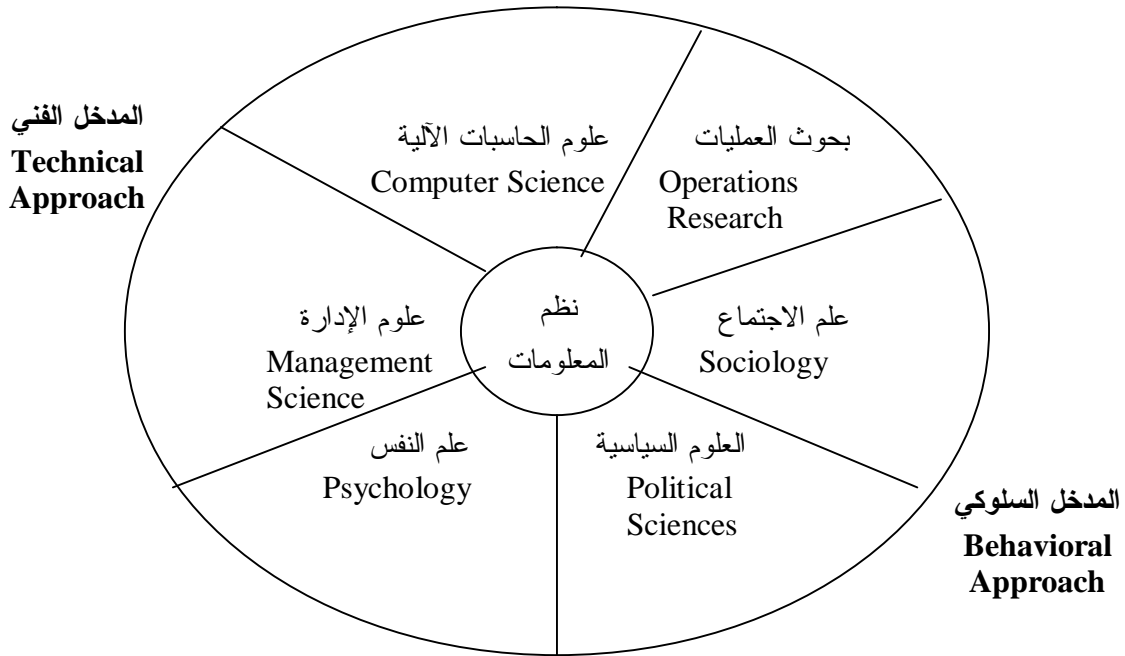 المدخل الفني
Technical
Approach
علوم الحاسبات الآلية
Computer Science
بحوث العمليات
Operations
Research
علوم الإدارة
Management
Science
نظم
المعلومات
علم الاجتماع
Sociology
علم النفس
Psychology
العلوم السياسية
Political
Sciences
المدخل السلوكي
Behavioral
Approach